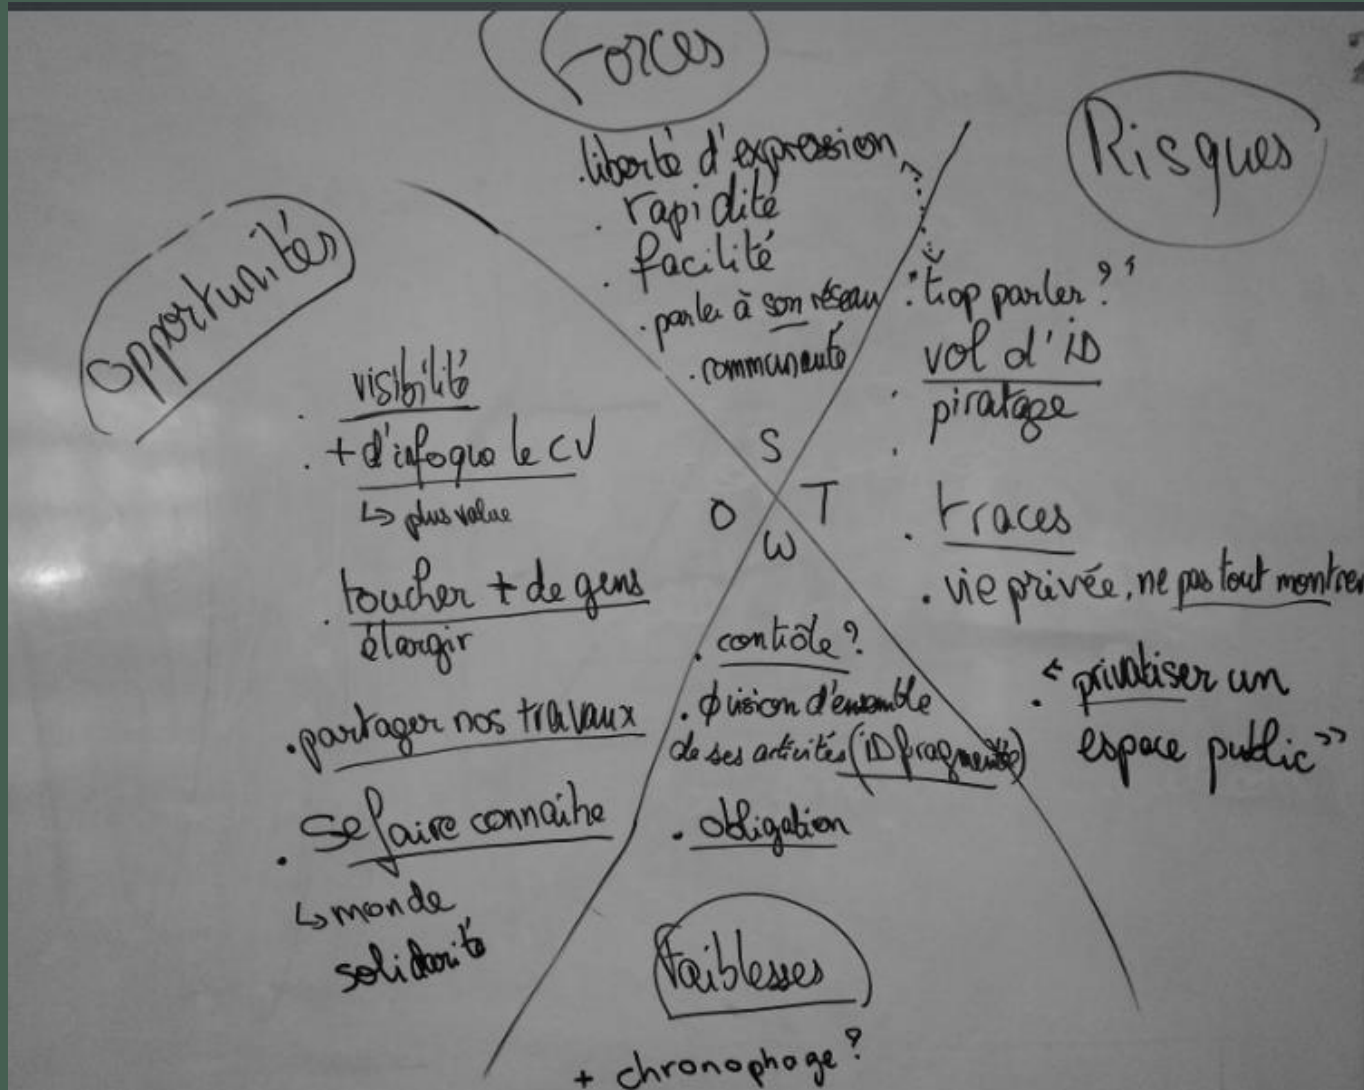 Forces
. liberté d'expression
. rapidité
. facilité
. parler à son réseau
. communauté
Risques
. "trop parler?"
. vol d'iD
. piratage
. traces
. vie privée, ne pas tout montrer
. "privatiser un
espace public"
Opportunités
. visibilité
. + d'info que le CV
↳ plus value
. toucher + de gens
élargir
. partager nos travaux
. se faire connaître
↳ monde
solidarité
S
O T
W
. contrôle?
. ϕ vision d'ensemble
de ses activités (iD fragmentée)
. obligation
Faiblesses
+ chronophage?